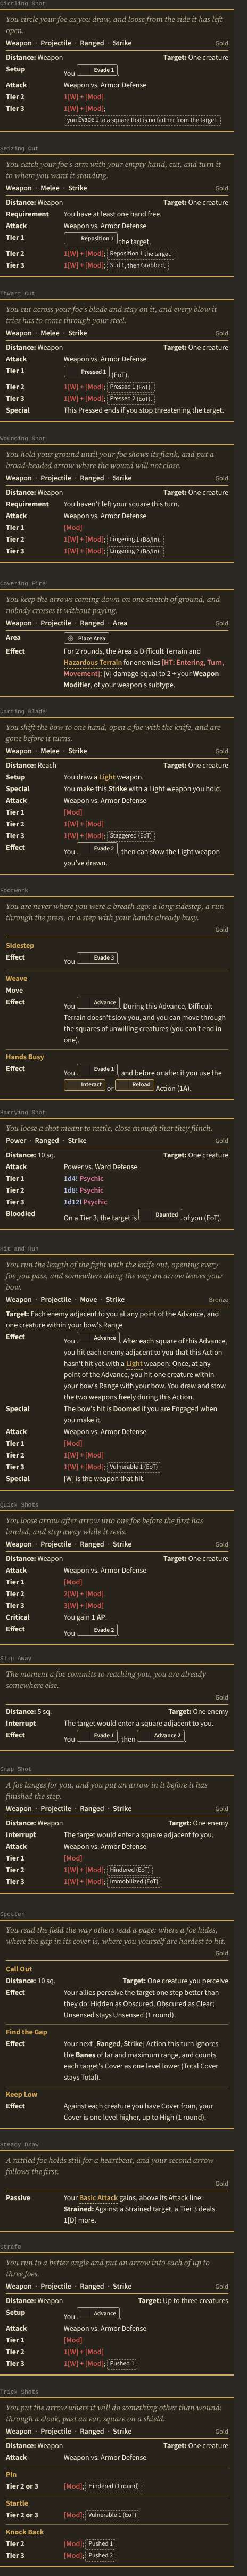 Circling Shot
You circle your foe as you draw, and loose from the side it has left
open.
Weapon · Projectile · Ranged · Strike Gold
Distance: Weapon Target: One creature
Setup You Evade 1.
Attack Weapon vs. Armor Defense
Tier 2 1[W] + [Mod]
Tier 3 1[W] + [Mod];
you Evade 1 to a square that is no farther from the target.
Seizing Cut
You catch your foe's arm with your empty hand, cut, and turn it
to where you want it standing.
Weapon · Melee · Strike Gold
Distance: Weapon Target: One creature
Requirement You have at least one hand free.
Attack Weapon vs. Armor Defense
Tier 1 Reposition 1 the target.
Tier 2 1[W] + [Mod]; Reposition 1 the target.
Tier 3 1[W] + [Mod]; Slid 1, then Grabbed.
Thwart Cut
You cut across your foe's blade and stay on it, and every blow it
tries has to come through your steel.
Weapon · Melee · Strike Gold
Distance: Weapon Target: One creature
Attack Weapon vs. Armor Defense
Tier 1 Pressed 1 (EoT).
Tier 2 1[W] + [Mod]; Pressed 1 (EoT).
Tier 3 1[W] + [Mod]; Pressed 2 (EoT).
Special This Pressed ends if you stop threatening the target.
Wounding Shot
You hold your ground until your foe shows its flank, and put a
broad-headed arrow where the wound will not close.
Weapon · Projectile · Ranged · Strike Gold
Distance: Weapon Target: One creature
Requirement You haven't left your square this turn.
Attack Weapon vs. Armor Defense
Tier 1 [Mod]
Tier 2 1[W] + [Mod]; Lingering 1 (Bo/In).
Tier 3 1[W] + [Mod]; Lingering 2 (Bo/In).
Covering Fire
You keep the arrows coming down on one stretch of ground, and
nobody crosses it without paying.
Weapon · Projectile · Ranged · Area Gold
Area Place Area
Effect For 2 rounds, the Area is Difficult Terrain and
Hazardous Terrain for enemies [HT: Entering, Turn,
Movement]: [V] damage equal to 2 + your Weapon
Modifier, of your weapon's subtype.
Darting Blade
You shift the bow to one hand, open a foe with the knife, and are
gone before it turns.
Weapon · Melee · Strike Gold
Distance: Reach Target: One creature
Setup You draw a Light weapon.
Special You make this Strike with a Light weapon you hold.
Attack Weapon vs. Armor Defense
Tier 1 [Mod]
Tier 2 1[W] + [Mod]
Tier 3 1[W] + [Mod]; Staggered (EoT)
Effect You Evade 2, then can stow the Light weapon
you've drawn.
Footwork
You are never where you were a breath ago: a long sidestep, a run
through the press, or a step with your hands already busy.
Gold
Sidestep
Effect You Evade 3.
Weave
Move
Effect You Advance. During this Advance, Difficult
Terrain doesn't slow you, and you can move through
the squares of unwilling creatures (you can't end in
one).
Hands Busy
Effect You Evade 1, and before or after it you use the
Interact or Reload Action (1A).
Harrying Shot
You loose a shot meant to rattle, close enough that they flinch.
Power · Ranged · Strike Gold
Distance: 10 sq. Target: One creature
Attack Power vs. Ward Defense
Tier 1 1d4! Psychic
Tier 2 1d8! Psychic
Tier 3 1d12! Psychic
Bloodied On a Tier 3, the target is Daunted of you (EoT).
Hit and Run
You run the length of the fight with the knife out, opening every
foe you pass, and somewhere along the way an arrow leaves your
bow.
Weapon · Projectile · Move · Strike Bronze
Target: Each enemy adjacent to you at any point of the Advance, and
one creature within your bow's Range
Effect You Advance. After each square of this Advance,
you hit each enemy adjacent to you that this Action
hasn't hit yet with a Light weapon. Once, at any
point of the Advance, you hit one creature within
your bow's Range with your bow. You draw and stow
the two weapons freely during this Action.
Special The bow's hit is Doomed if you are Engaged when
you make it.
Attack Weapon vs. Armor Defense
Tier 1 [Mod]
Tier 2 1[W] + [Mod]
Tier 3 1[W] + [Mod]; Vulnerable 1 (EoT)
Special [W] is the weapon that hit.
Quick Shots
You loose arrow after arrow into one foe before the first has
landed, and step away while it reels.
Weapon · Projectile · Ranged · Strike Gold
Distance: Weapon Target: One creature
Attack Weapon vs. Armor Defense
Tier 1 [Mod]
Tier 2 2[W] + [Mod]
Tier 3 3[W] + [Mod]
Critical You gain 1 AP.
Effect You Evade 2.
Slip Away
The moment a foe commits to reaching you, you are already
somewhere else.
Gold
Distance: 5 sq. Target: One enemy
Interrupt The target would enter a square adjacent to you.
Effect You Evade 1, then Advance 2.
Snap Shot
A foe lunges for you, and you put an arrow in it before it has
finished the step.
Weapon · Projectile · Ranged · Strike Gold
Distance: Weapon Target: One enemy
Interrupt The target would enter a square adjacent to you.
Attack Weapon vs. Armor Defense
Tier 1 [Mod]
Tier 2 1[W] + [Mod]; Hindered (EoT)
Tier 3 1[W] + [Mod]; Immobilized (EoT)
Spotter
You read the field the way others read a page: where a foe hides,
where the gap in its cover is, where you yourself are hardest to hit.
Gold
Call Out
Distance: 10 sq. Target: One creature you perceive
Effect Your allies perceive the target one step better than
they do: Hidden as Obscured, Obscured as Clear;
Unsensed stays Unsensed (1 round).
Find the Gap
Effect Your next [Ranged, Strike] Action this turn ignores
the Banes of far and maximum range, and counts
each target's Cover as one level lower (Total Cover
stays Total).
Keep Low
Effect Against each creature you have Cover from, your
Cover is one level higher, up to High (1 round).
Steady Draw
A rattled foe holds still for a heartbeat, and your second arrow
follows the first.
Gold
Passive Your Basic Attack gains, above its Attack line:
Strained: Against a Strained target, a Tier 3 deals
1[D] more.
Strafe
You run to a better angle and put an arrow into each of up to
three foes.
Weapon · Projectile · Ranged · Strike Gold
Distance: Weapon Target: Up to three creatures
Setup You Advance.
Attack Weapon vs. Armor Defense
Tier 1 [Mod]
Tier 2 1[W] + [Mod]
Tier 3 1[W] + [Mod]; Pushed 1
Trick Shots
You put the arrow where it will do something other than wound:
through a cloak, past an ear, square on a shield.
Weapon · Projectile · Ranged · Strike Gold
Distance: Weapon Target: One creature
Attack Weapon vs. Armor Defense
Pin
Tier 2 or 3 [Mod]; Hindered (1 round)
Startle
Tier 2 or 3 [Mod]; Vulnerable 1 (EoT)
Knock Back
Tier 2 [Mod]; Pushed 1
Tier 3 [Mod]; Pushed 2